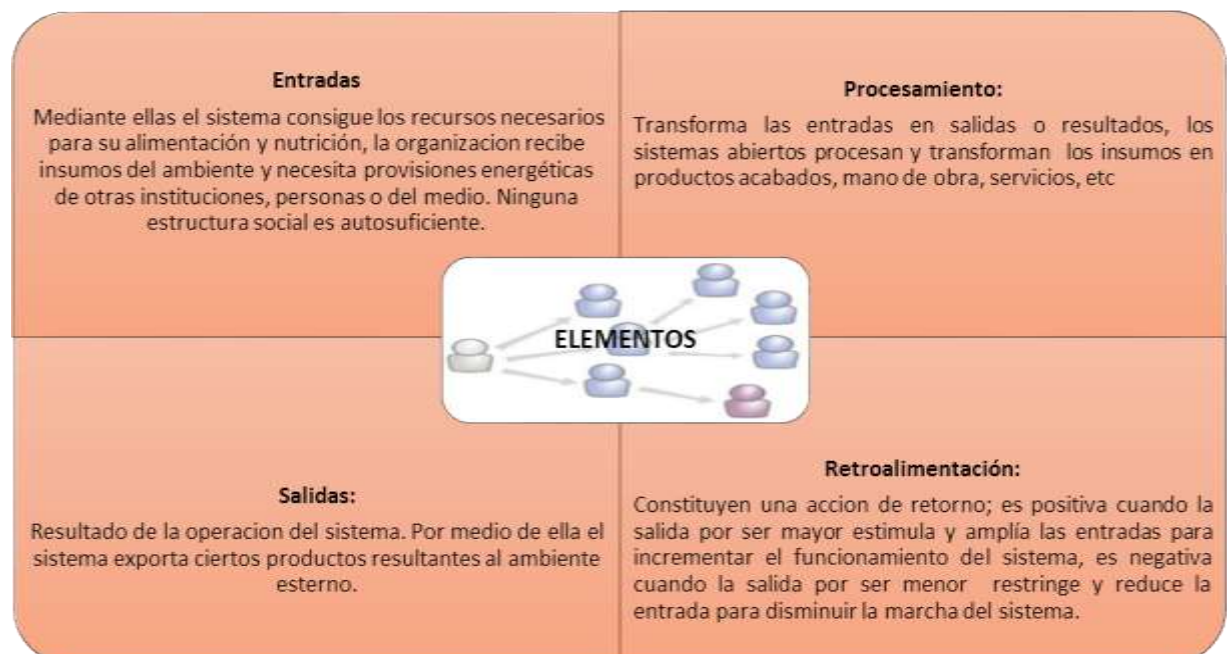 Entradas
Mediante ellas el sistema consigue los recursos necesarios
para su alimentación y nutrición, la organizacion recibe
insumos del ambiente y necesita provisiones energéticas
de otras instituciones, personas o del medio. Ninguna
estructura social es autosuficiente.
Procesamiento:
Transforma las entradas en salidas o resultados, los
sistemas abiertos procesan y transforman los insumos en
productos acabados, mano de obra, servicios, etc
ELEMENTOS
Salidas:
Resultado de la operacion del sistema. Por medio de ella el
sistema exporta ciertos productos resultantes al ambiente
esterno.
Retroalimentación:
Constituyen una accion de retorno; es positiva cuando la
salida por ser mayor estimula y amplía las entradas para
incrementar el funcionamiento del sistema, es negativa
cuando la salida por ser menor restringe y reduce la
entrada para disminuir la marcha del sistema.